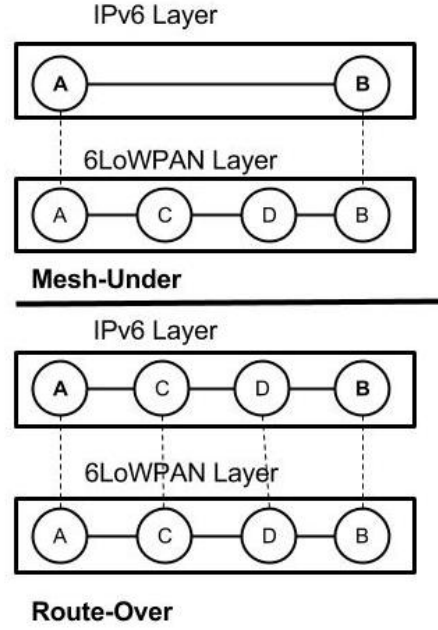 IPv6 Layer
A B
6LoWPAN Layer
A C D B
Mesh-Under
IPv6 Layer
A C D B
6LoWPAN Layer
A C D B
Route-Over